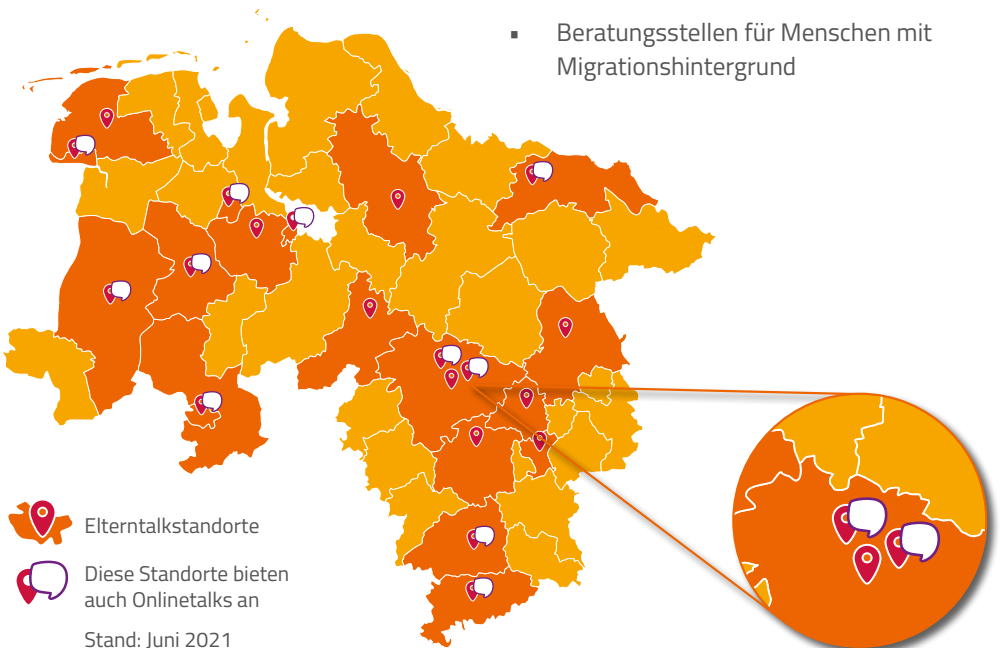 ▪ Beratungsstellen für Menschen mit
Migrationshintergrund
Elterntalkstandorte
Diese Standorte bieten
auch Onlinetalks an
Stand: Juni 2021